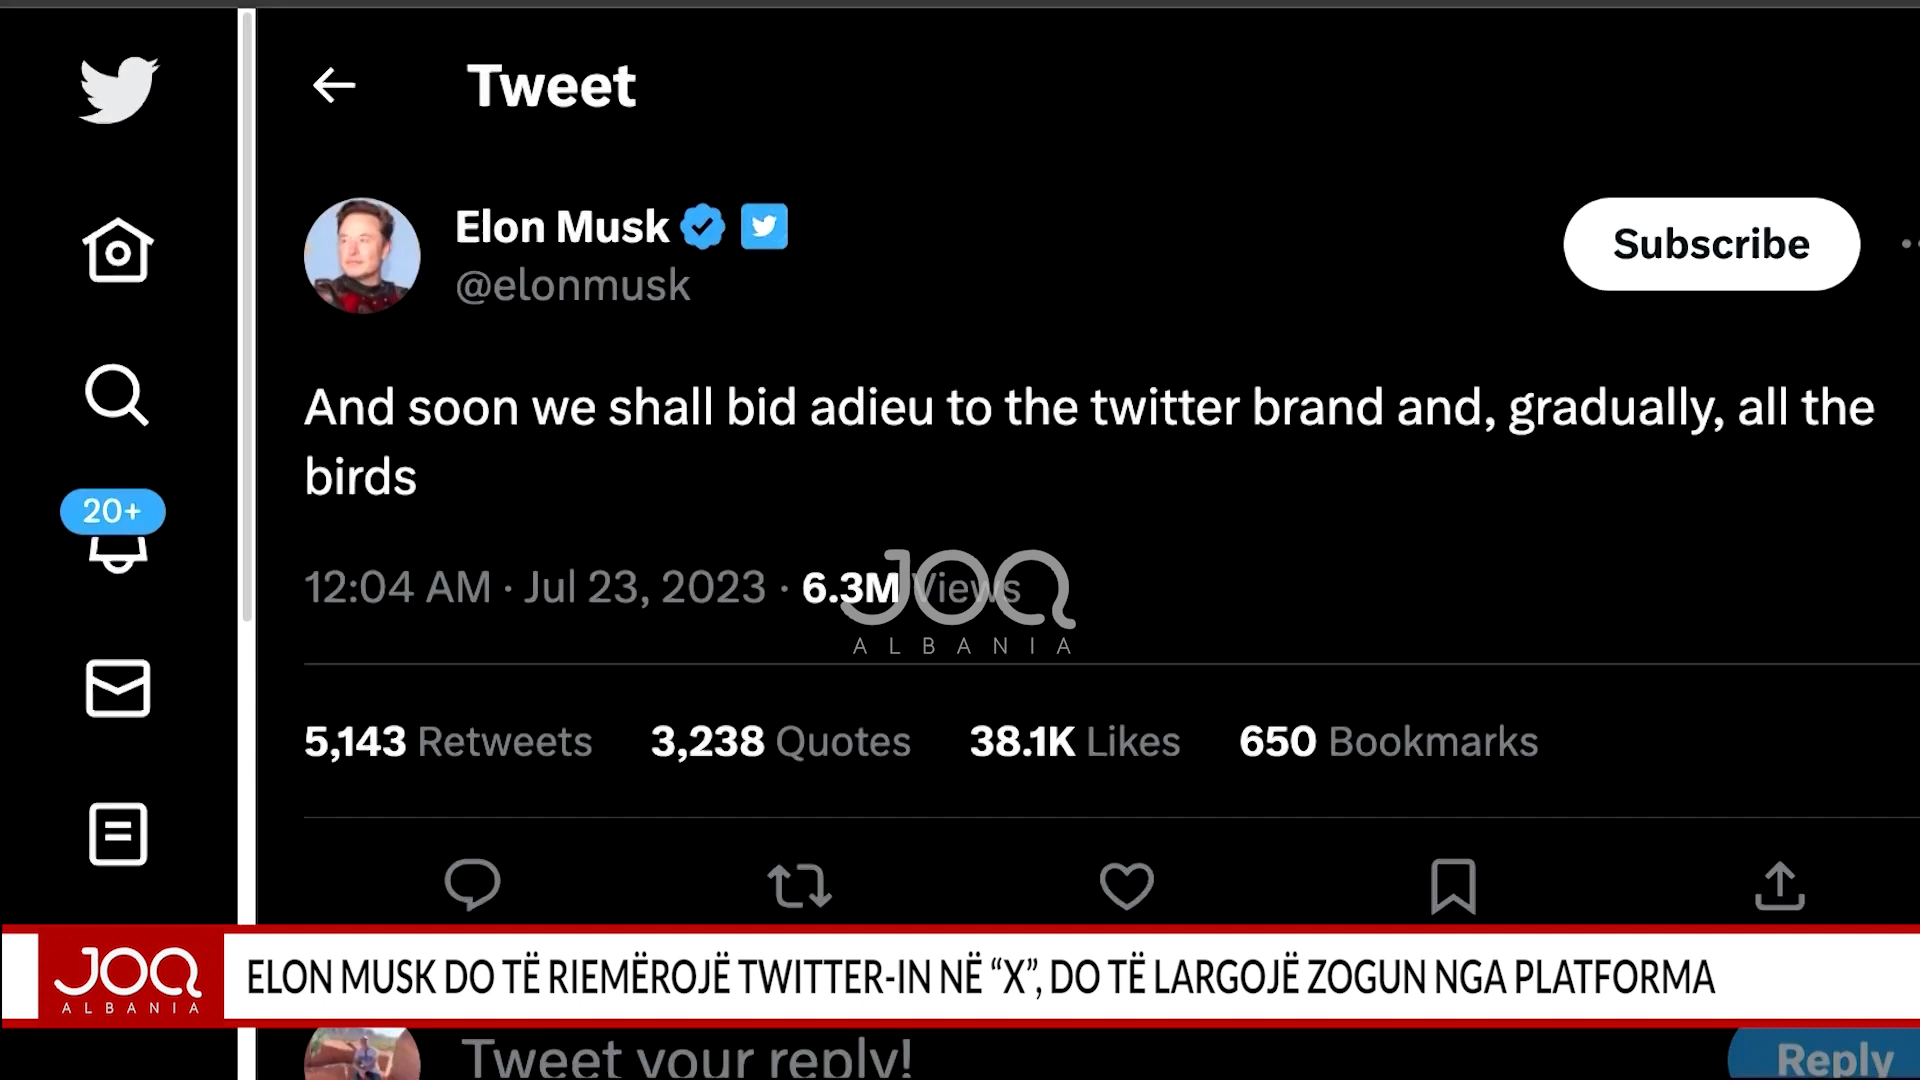 Tweet
Elon Musk
@elonmusk
Subscribe
And soon we shall bid adieu to the twitter brand and, gradually, all the
birds
20+
12:04 AM · Jul 23, 2023 · 6.3M Views
JOQ
ALBANIA
5,143 Retweets 3,238 Quotes 38.1K Likes 650 Bookmarks
JOQ
ALBANIA
ELON MUSK DO TË RIEMËROJË TWITTER-IN NË “X”, DO TË LARGOJË ZOGUN NGA PLATFORMA
Tweet your reply!
Reply